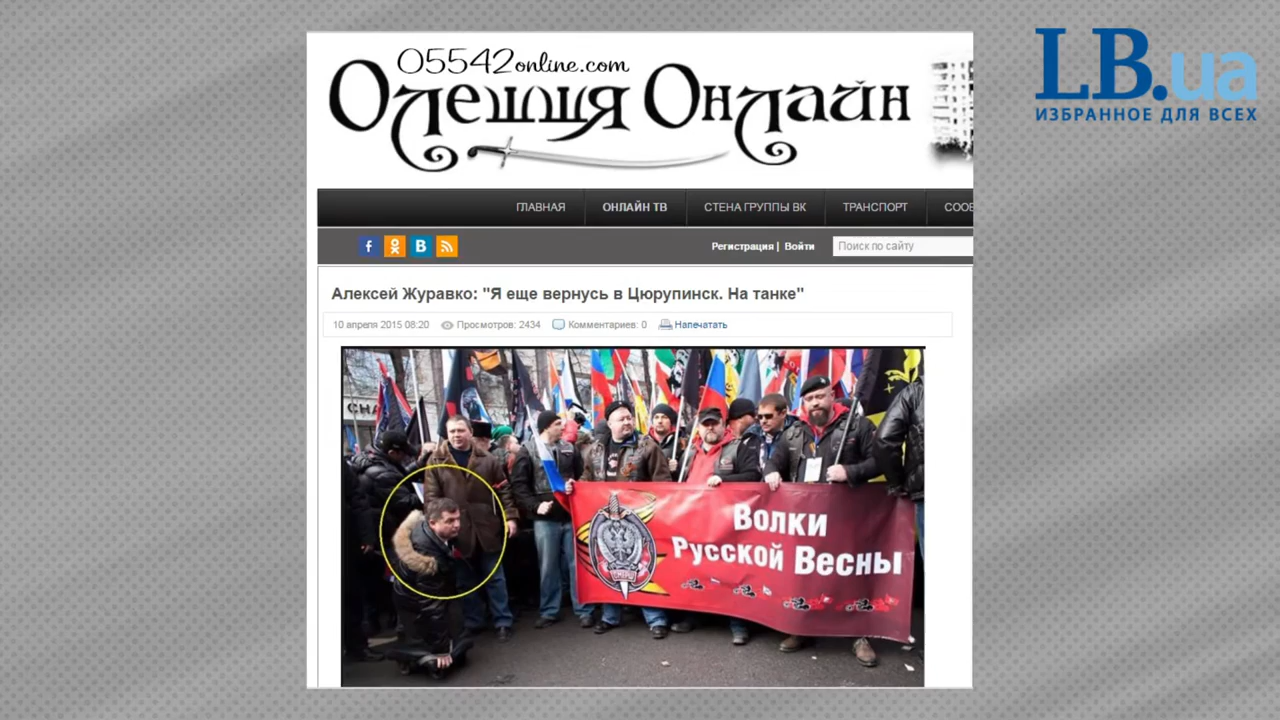 05542online.com
Олешшя Онлайн
LB.ua
ИЗБРАННОЕ ДЛЯ ВСЕХ
ГЛАВНАЯ ОНЛАЙН ТВ СТЕНА ГРУППЫ ВК ТРАНСПОРТ СООБ
Регистрация | Войти Поиск по сайту
Алексей Журавко: "Я еще вернусь в Цюрупинск. На танке"
10 апреля 2015 08:20 Просмотров: 2434 Комментариев: 0 Напечатать
Волки
Русской Весны